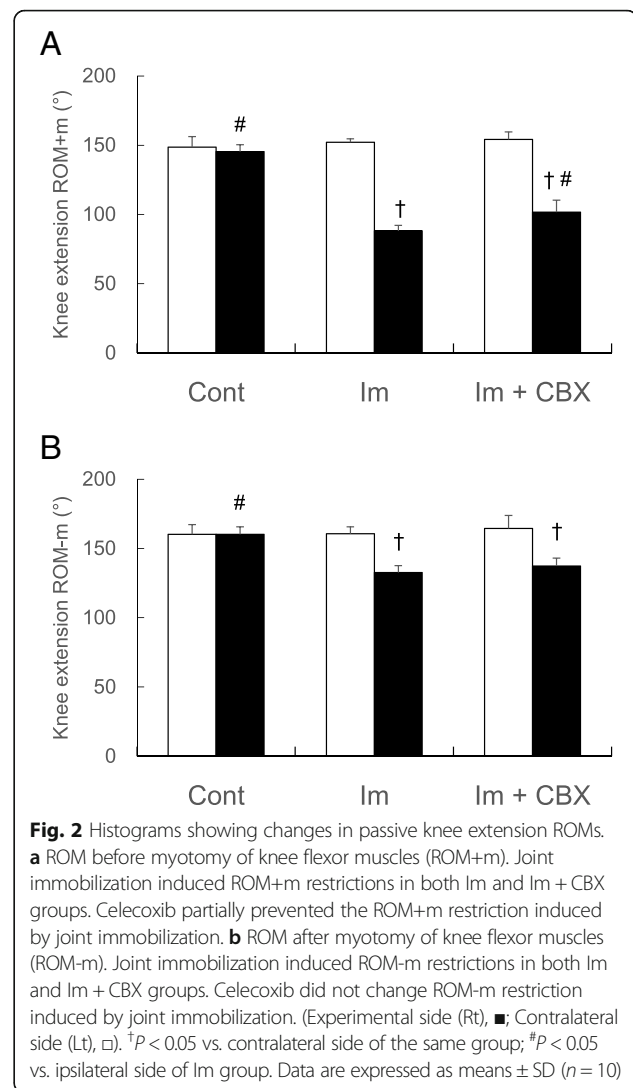 A
Knee extension ROM+m (°)
200
150
100
50
0
#
†
† #
Cont Im Im + CBX
B
Knee extension ROM-m (°)
200
150
100
50
0
#
†
†
Cont Im Im + CBX
Fig. 2 Histograms showing changes in passive knee extension ROMs.
a ROM before myotomy of knee flexor muscles (ROM+m). Joint
immobilization induced ROM+m restrictions in both Im and Im + CBX
groups. Celecoxib partially prevented the ROM+m restriction induced
by joint immobilization. b ROM after myotomy of knee flexor muscles
(ROM-m). Joint immobilization induced ROM-m restrictions in both Im
and Im + CBX groups. Celecoxib did not change ROM-m restriction
induced by joint immobilization. (Experimental side (Rt), ■; Contralateral
side (Lt), □). †P < 0.05 vs. contralateral side of the same group; #P < 0.05
vs. ipsilateral side of Im group. Data are expressed as means ± SD (n = 10)